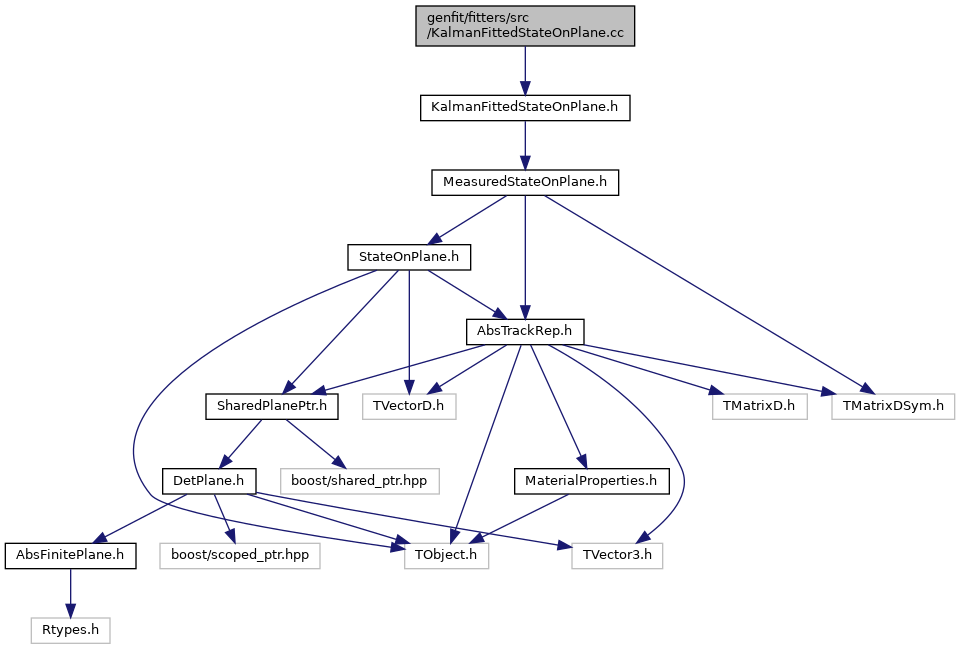 genfit/fitters/src
/KalmanFittedStateOnPlane.cc
KalmanFittedStateOnPlane.h
MeasuredStateOnPlane.h
StateOnPlane.h
AbsTrackRep.h
SharedPlanePtr.h
TVectorD.h
TMatrixD.h
TMatrixDSym.h
DetPlane.h
boost/shared_ptr.hpp
MaterialProperties.h
AbsFinitePlane.h
boost/scoped_ptr.hpp
TObject.h
TVector3.h
Rtypes.h